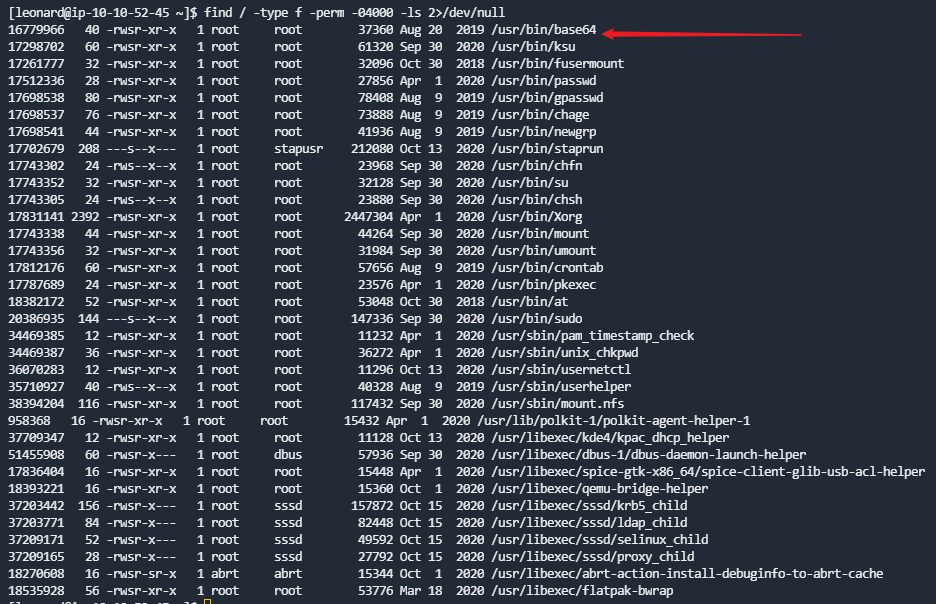 [leonard@ip-10-10-52-45 ~]$ find / -type f -perm -04000 -ls 2>/dev/null
16779966 40 -rwsr-xr-x 1 root root 37360 Aug 20 2019 /usr/bin/base64
17298702 60 -rwsr-xr-x 1 root root 61320 Sep 30 2020 /usr/bin/ksu
17261777 32 -rwsr-xr-x 1 root root 32096 Oct 30 2018 /usr/bin/fusermount
17512336 28 -rwsr-xr-x 1 root root 27856 Apr 1 2020 /usr/bin/passwd
17698538 80 -rwsr-xr-x 1 root root 78408 Aug 9 2019 /usr/bin/gpasswd
17698537 76 -rwsr-xr-x 1 root root 73888 Aug 9 2019 /usr/bin/chage
17698541 44 -rwsr-xr-x 1 root root 41936 Aug 9 2019 /usr/bin/newgrp
17702679 208 ---s--x--- 1 root stapusr 212080 Oct 13 2020 /usr/bin/staprun
17743302 24 -rws--x--x 1 root root 23968 Sep 30 2020 /usr/bin/chfn
17743352 32 -rwsr-xr-x 1 root root 32128 Sep 30 2020 /usr/bin/su
17743305 24 -rws--x--x 1 root root 23880 Sep 30 2020 /usr/bin/chsh
17831141 2392 -rwsr-xr-x 1 root root 2447304 Apr 1 2020 /usr/bin/Xorg
17743338 44 -rwsr-xr-x 1 root root 44264 Sep 30 2020 /usr/bin/mount
17743356 32 -rwsr-xr-x 1 root root 31984 Sep 30 2020 /usr/bin/umount
17812176 60 -rwsr-xr-x 1 root root 57656 Aug 9 2019 /usr/bin/crontab
17787689 24 -rwsr-xr-x 1 root root 23576 Apr 1 2020 /usr/bin/pkexec
18382172 52 -rwsr-xr-x 1 root root 53048 Oct 30 2018 /usr/bin/at
20386935 144 ---s--x--x 1 root root 147336 Sep 30 2020 /usr/bin/sudo
34469385 12 -rwsr-xr-x 1 root root 11232 Apr 1 2020 /usr/sbin/pam_timestamp_check
34469387 36 -rwsr-xr-x 1 root root 36272 Apr 1 2020 /usr/sbin/unix_chkpwd
36070283 12 -rwsr-xr-x 1 root root 11296 Oct 13 2020 /usr/sbin/usernetctl
35710927 40 -rws--x--x 1 root root 40328 Aug 9 2019 /usr/sbin/userhelper
38394204 116 -rwsr-xr-x 1 root root 117432 Sep 30 2020 /usr/sbin/mount.nfs
958368 16 -rwsr-xr-x 1 root root 15432 Apr 1 2020 /usr/lib/polkit-1/polkit-agent-helper-1
37709347 12 -rwsr-xr-x 1 root root 11128 Oct 13 2020 /usr/libexec/kde4/kpac_dhcp_helper
51455908 60 -rwsr-x--- 1 root dbus 57936 Sep 30 2020 /usr/libexec/dbus-1/dbus-daemon-launch-helper
17836404 16 -rwsr-xr-x 1 root root 15448 Apr 1 2020 /usr/libexec/spice-gtk-x86_64/spice-client-glib-usb-acl-helper
18393221 16 -rwsr-xr-x 1 root root 15360 Oct 1 2020 /usr/libexec/qemu-bridge-helper
37203442 156 -rwsr-x--- 1 root sssd 157872 Oct 15 2020 /usr/libexec/sssd/krb5_child
37203771 84 -rwsr-x--- 1 root sssd 82448 Oct 15 2020 /usr/libexec/sssd/ldap_child
37209171 52 -rwsr-x--- 1 root sssd 49592 Oct 15 2020 /usr/libexec/sssd/selinux_child
37209165 28 -rwsr-x--- 1 root sssd 27792 Oct 15 2020 /usr/libexec/sssd/proxy_child
18270608 16 -rwsr-sr-x 1 abrt abrt 15344 Oct 1 2020 /usr/libexec/abrt-action-install-debuginfo-to-abrt-cache
18535928 56 -rwsr-xr-x 1 root root 53776 Mar 18 2020 /usr/libexec/flatpak-bwrap